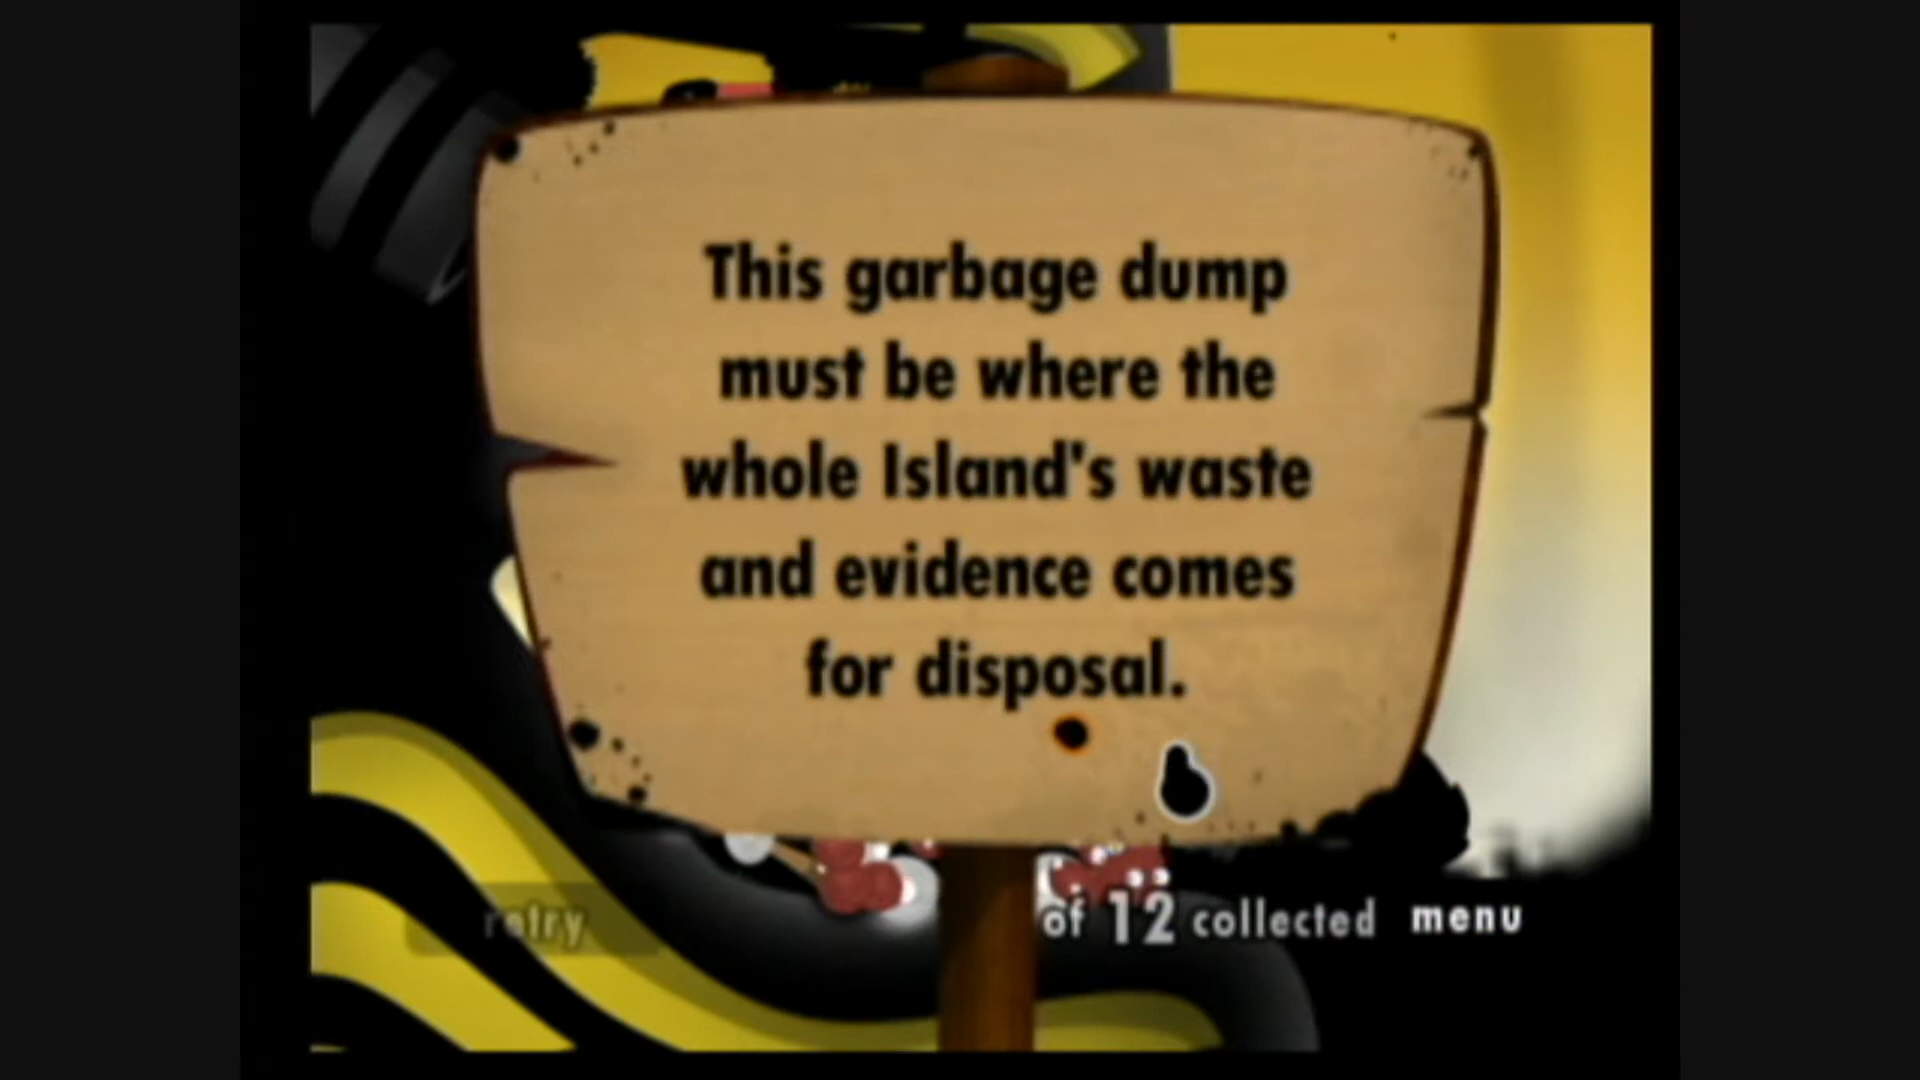 This garbage dump
must be where the
whole Island's waste
and evidence comes
for disposal.
retry
of 12 collected
menu